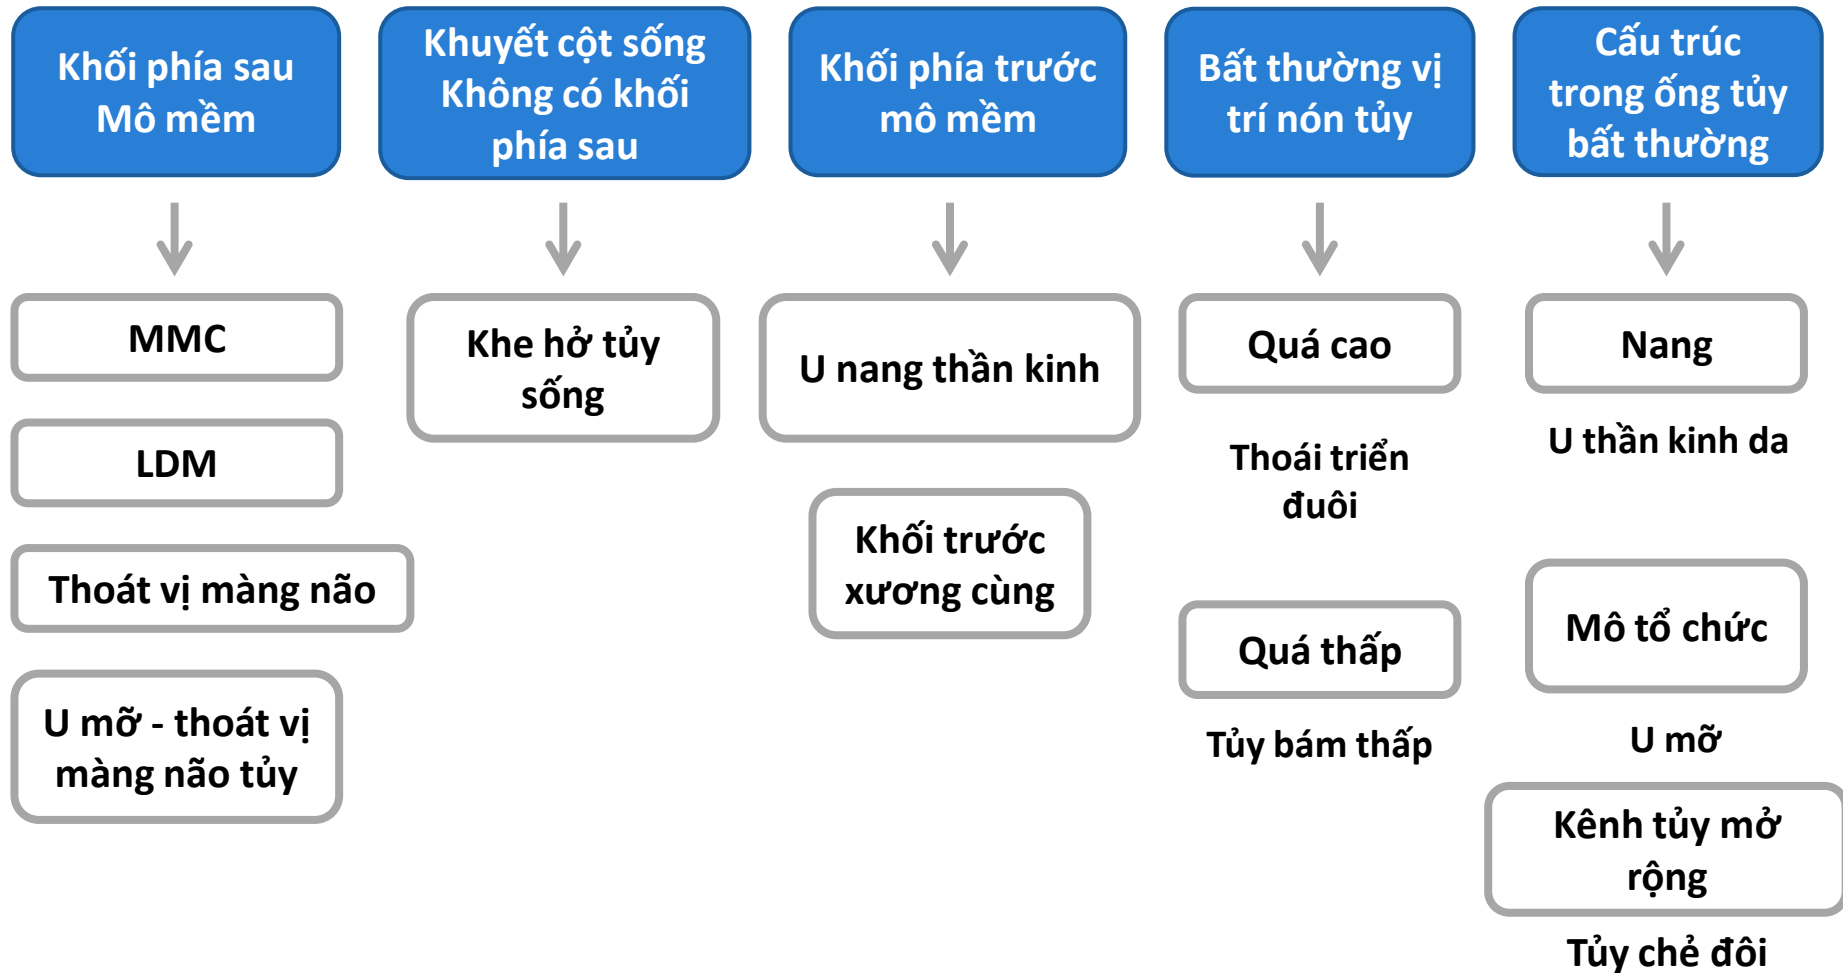 Khối phía sau
Mô mềm
Khuyết cột sống
Không có khối
phía sau
Khối phía trước
mô mềm
Bất thường vị
trí nón tủy
Cấu trúc
trong ống tủy
bất thường
MMC
LDM
Thoát vị màng não
U mỡ - thoát vị
màng não tủy
Khe hở tủy
sống
U nang thần kinh
Khối trước
xương cùng
Quá cao
Thoái triển
đuôi
Quá thấp
Tủy bám thấp
Nang
U thần kinh da
Mô tổ chức
U mỡ
Kênh tủy mở
rộng
Tủy chẻ đôi